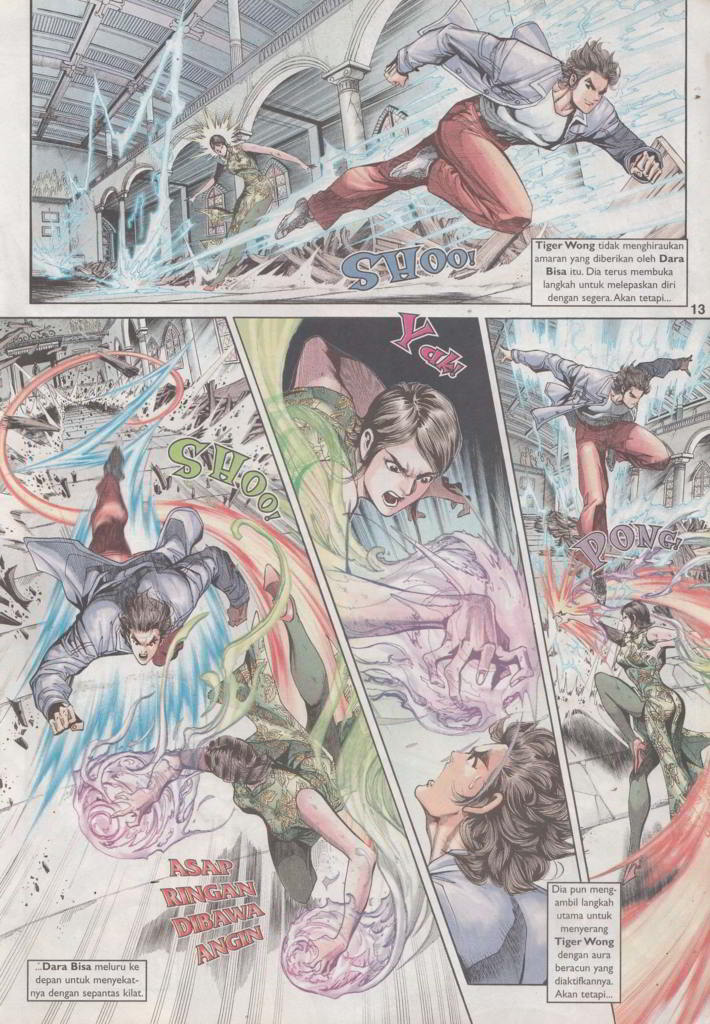 SHOO!
Tiger Wong tidak menghiraukan
amaran yang diberikan oleh Dara
Bisa itu. Dia terus membuka
langkah untuk melepaskan diri
dengan segera. Akan tetapi...
13
SHOO!
ASAP
RINGAN
DIBAWA
ANGIN
...Dara Bisa meluru ke
depan untuk menyekat-
nya dengan sepantas kilat.
Yak!
PONG!
Dia pun meng-
ambil langkah
utama untuk
menyerang
Tiger Wong
dengan aura
beracun yang
diaktifkannya.
Akan tetapi...